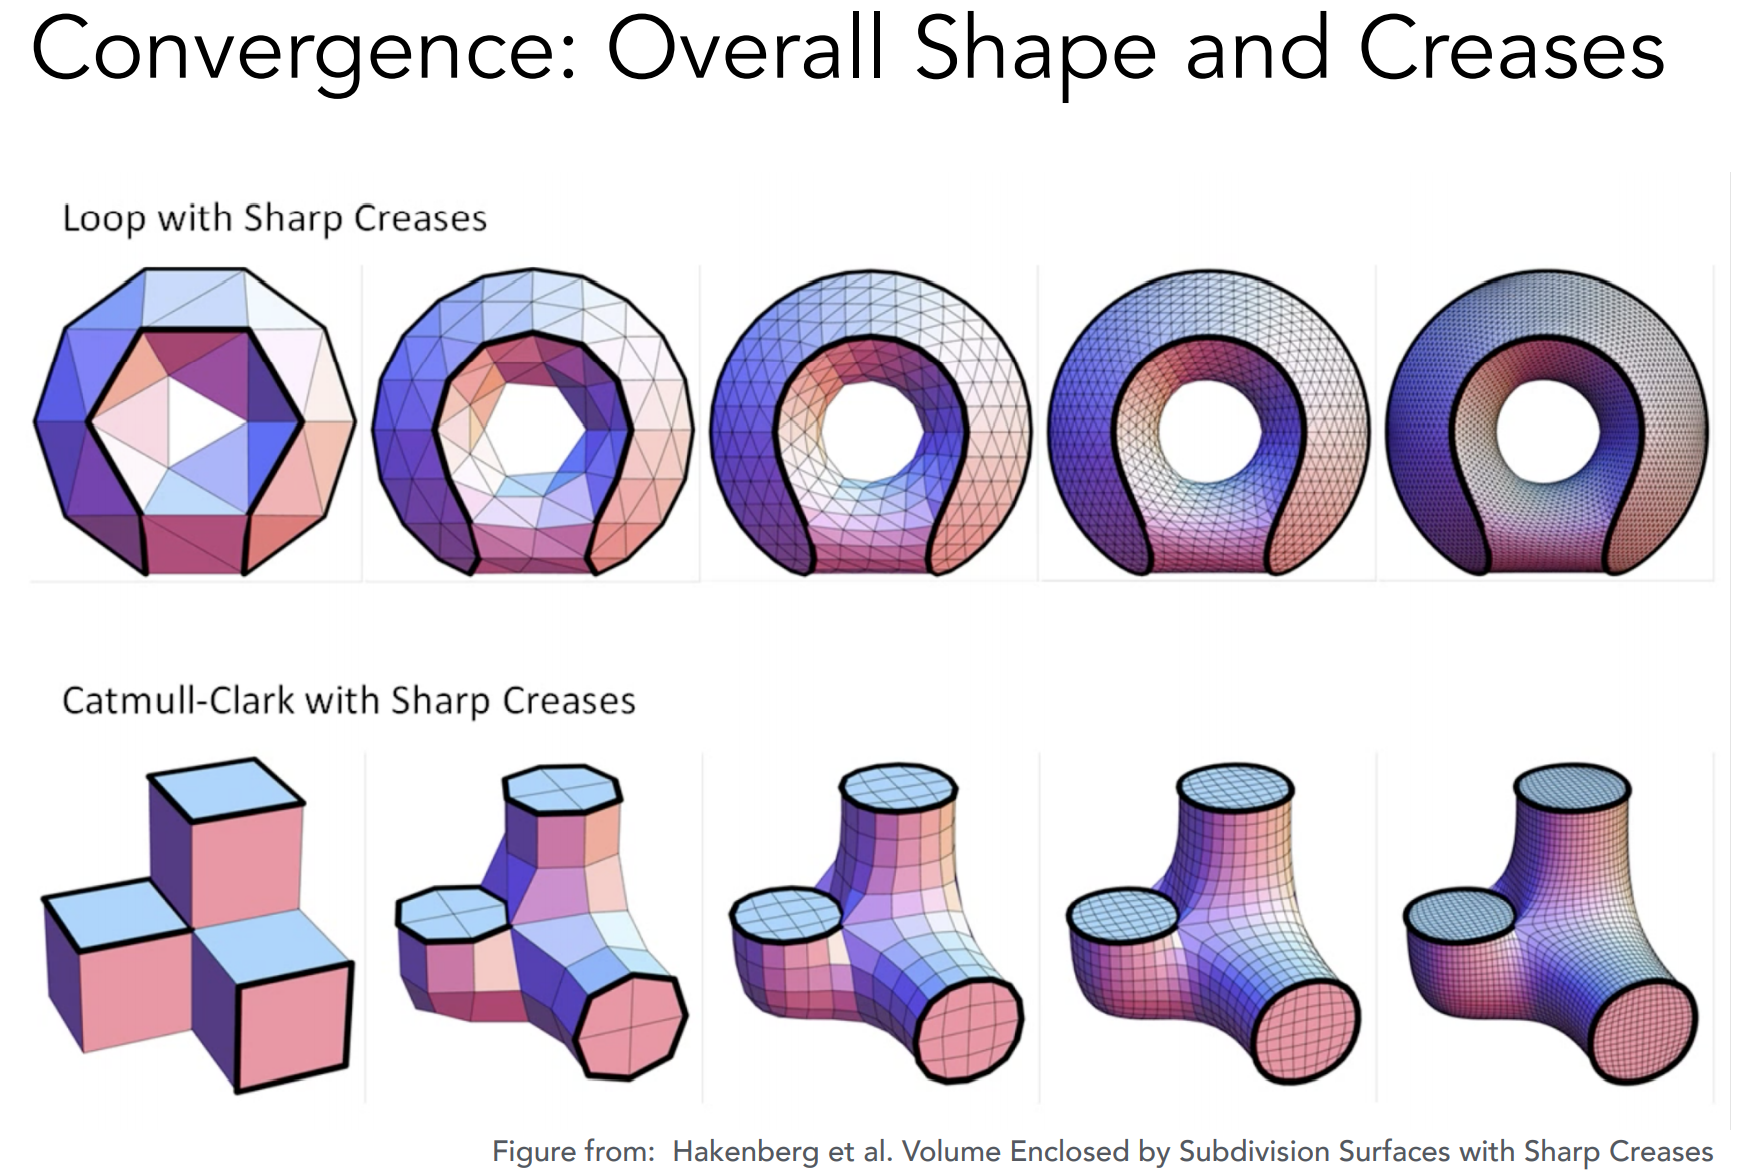 Convergence: Overall Shape and Creases
Loop with Sharp Creases
Catmull-Clark with Sharp Creases
Figure from:  Hakenberg et al. Volume Enclosed by Subdivision Surfaces with Sharp Creases